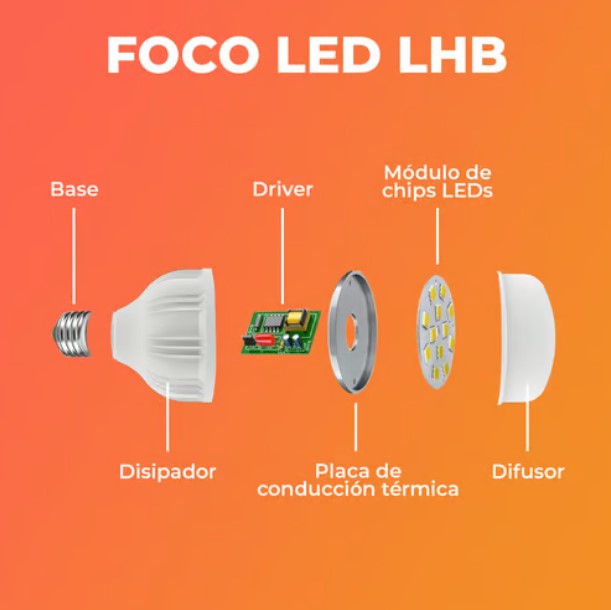 FOCO LED LHB
Base
Driver
Módulo de
chips LEDs
Disipador
Placa de
conducción térmica
Difusor